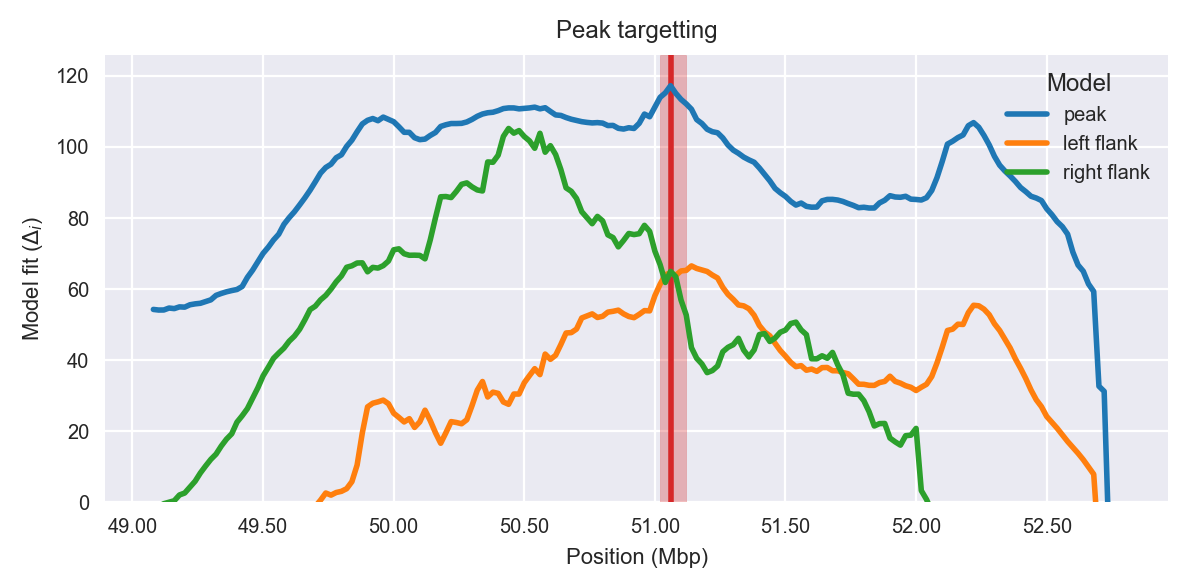 Peak targetting
Model fit (Δi)
120
100
80
60
40
20
0
49.00 49.50 50.00 50.50 51.00 51.50 52.00 52.50
Position (Mbp)
Model
peak
left flank
right flank